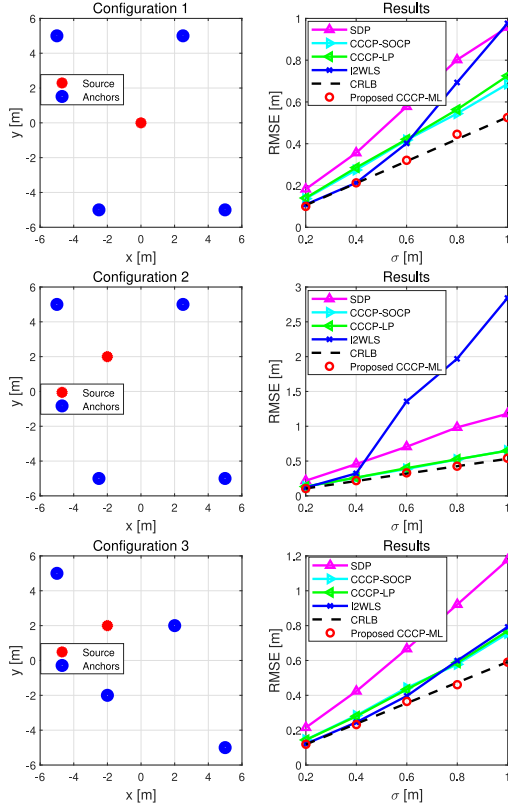 Configuration 1
Results
6
4
2
0
-2
-4
-6
y [m]
Source
Anchors
-6 -4 -2 0 2 4 6
x [m]
1
0.8
0.6
0.4
0.2
0
RMSE [m]
SDP
CCCP-SOCP
CCCP-LP
I2WLS
CRLB
Proposed CCCP-ML
0.2 0.4 0.6 0.8 1
σ [m]
Configuration 2
Results
6
4
2
0
-2
-4
-6
y [m]
Source
Anchors
-6 -4 -2 0 2 4 6
x [m]
3
2.5
2
1.5
1
0.5
0
RMSE [m]
SDP
CCCP-SOCP
CCCP-LP
I2WLS
CRLB
Proposed CCCP-ML
0.2 0.4 0.6 0.8 1
σ [m]
Configuration 3
Results
6
4
2
0
-2
-4
-6
y [m]
Source
Anchors
-6 -4 -2 0 2 4 6
x [m]
1.2
1
0.8
0.6
0.4
0.2
0
RMSE [m]
SDP
CCCP-SOCP
CCCP-LP
I2WLS
CRLB
Proposed CCCP-ML
0.2 0.4 0.6 0.8 1
σ [m]